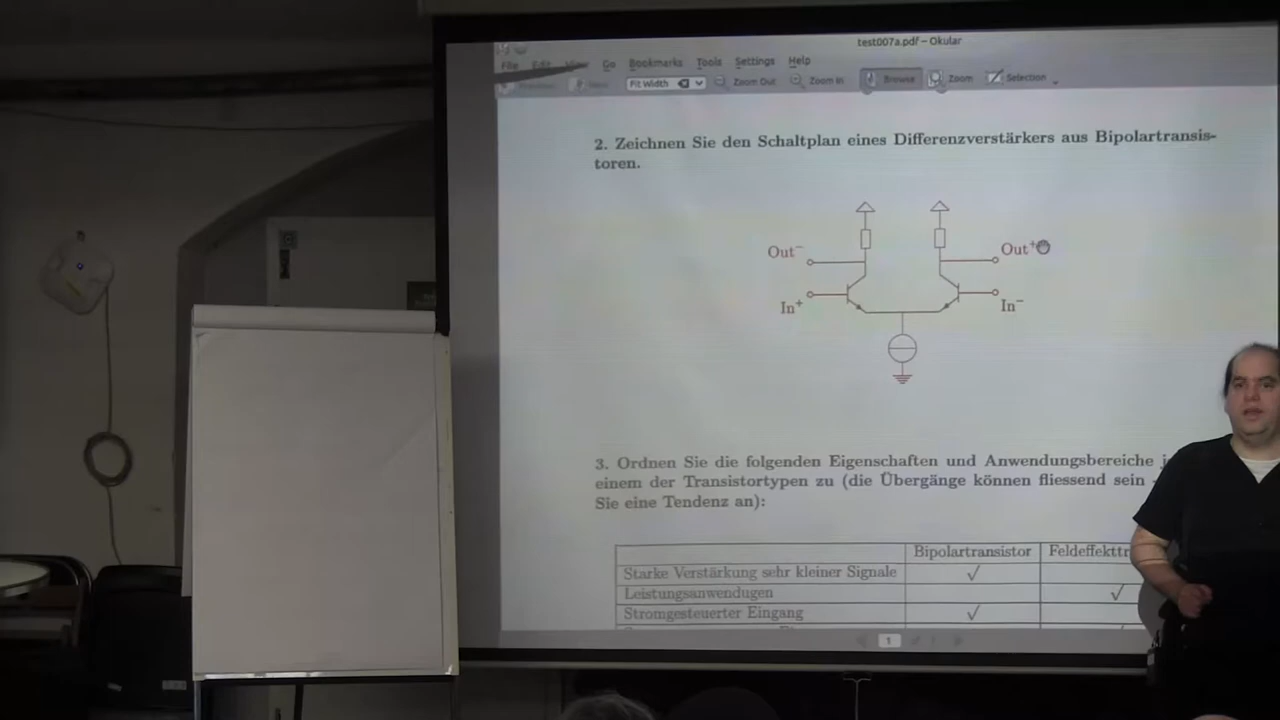 test007a.pdf – Okular
File Edit View Go Bookmarks Tools Settings Help
Fit Width Zoom Out Zoom In Browse Zoom Selection
2. Zeichnen Sie den Schaltplan eines Differenzverstärkers aus Bipolartransis-
toren.
Out⁻ Out⁺
In⁺ In⁻
3. Ordnen Sie die folgenden Eigenschaften und Anwendungsbereiche
einem der Transistortypen zu (die Übergänge können fliessend sein
Sie eine Tendenz an):
Bipolartransistor Feldeffekttr
Starke Verstärkung sehr kleiner Signale ✓
Leistungsanwendugen ✓
Stromgesteuerter Eingang ✓
1